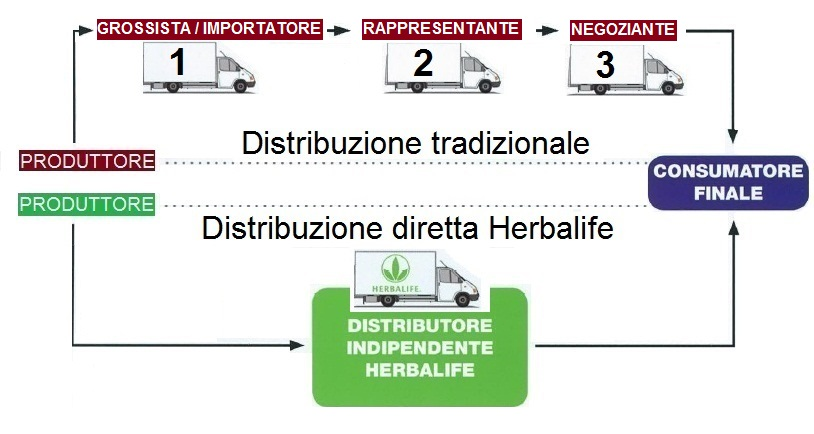 GROSSISTA / IMPORTATORE
RAPPRESENTANTE
NEGOZIANTE
1
2
3
Distribuzione tradizionale
PRODUTTORE
CONSUMATORE
FINALE
PRODUTTORE
Distribuzione diretta Herbalife
HERBALIFE.
DISTRIBUTORE
INDIPENDENTE
HERBALIFE